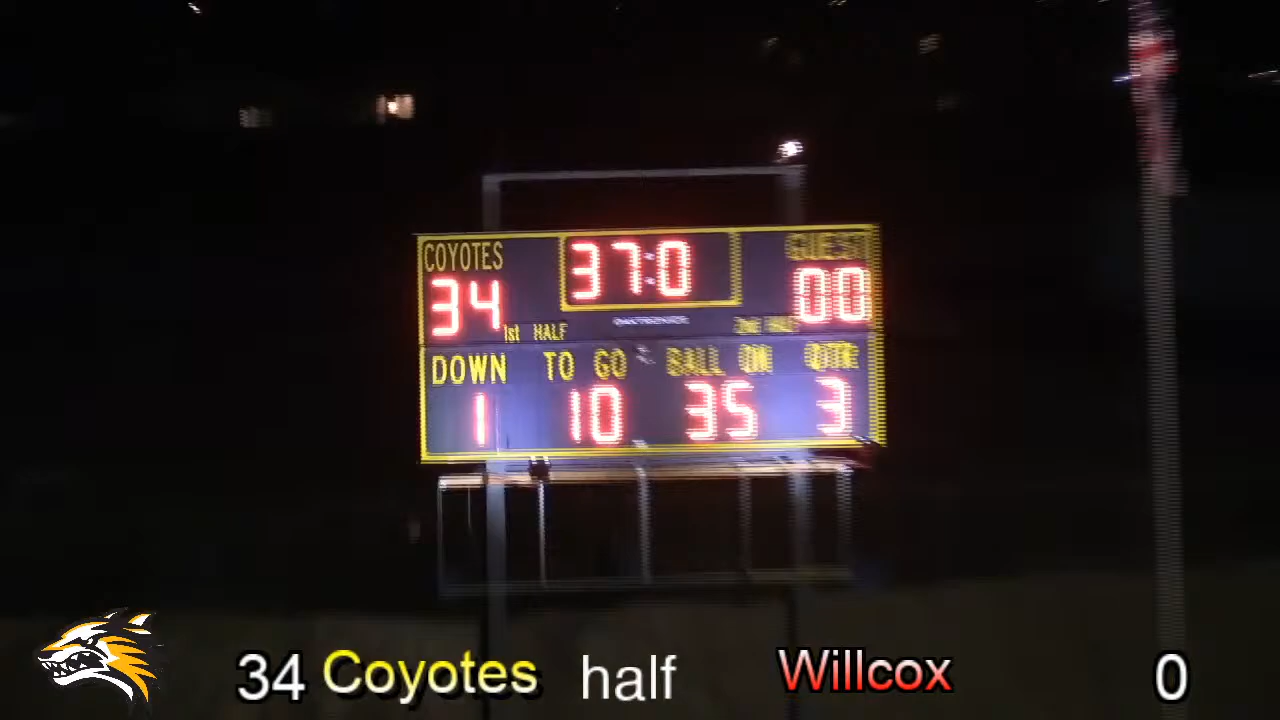 COYOTES 37:0 GUEST
34 00
1st HALF DAKTRONICS 2ND HALF
DOWN TO GO BALL ON QTR
1 10 35 3
34 Coyotes half Willcox 0